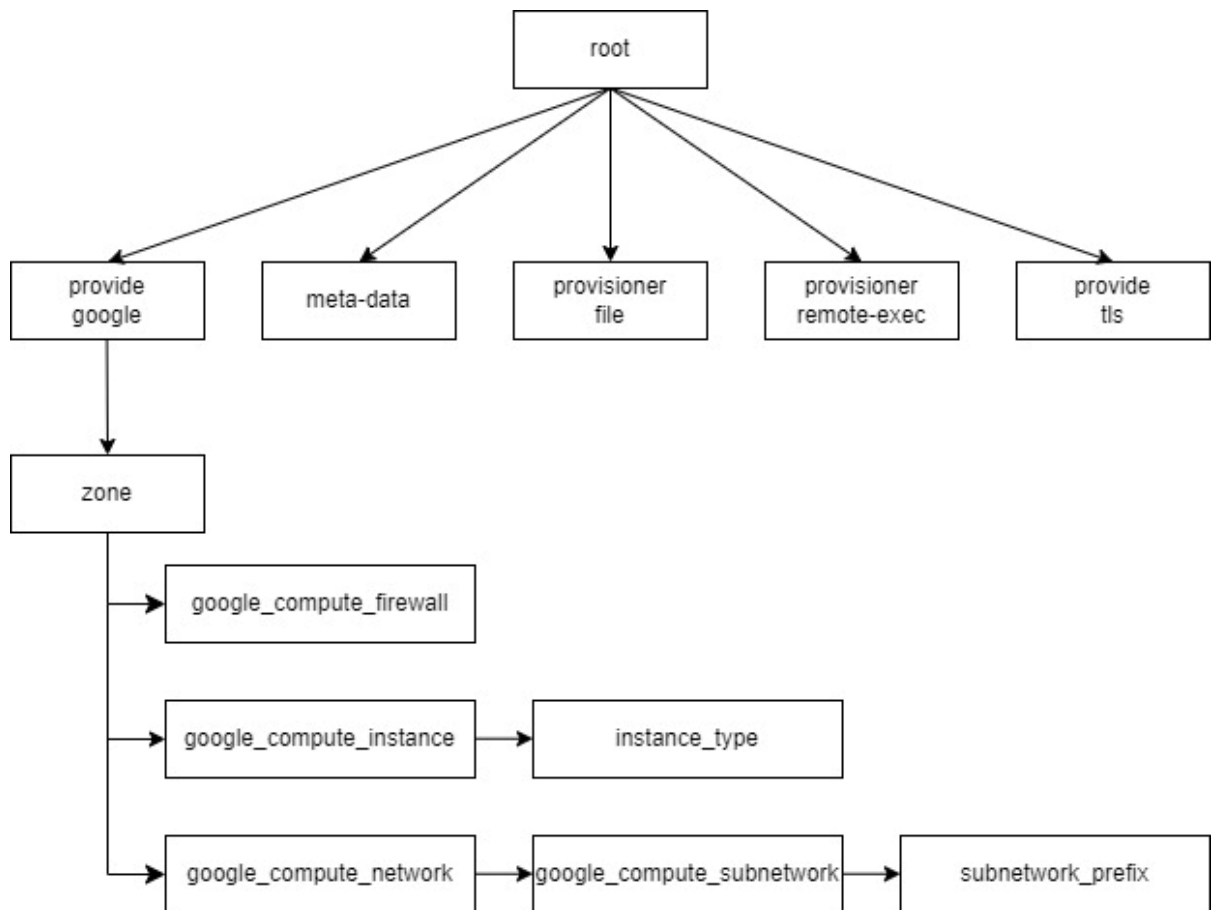 root
provide
google
meta-data
provisioner
file
provisioner
remote-exec
provide
tls
zone
google_compute_firewall
google_compute_instance
instance_type
google_compute_network
google_compute_subnetwork
subnetwork_prefix